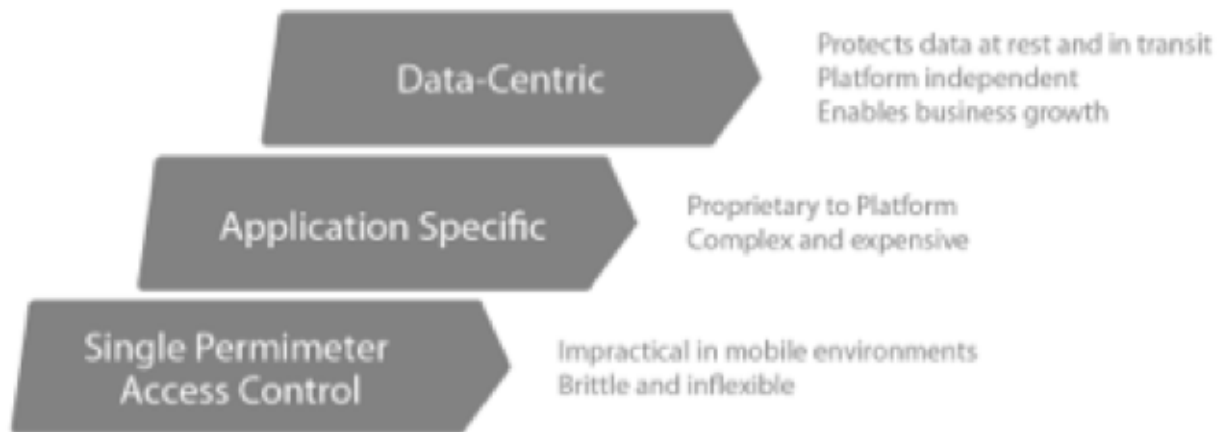 Data-Centric
Protects data at rest and in transit
Platform independent
Enables business growth
Application Specific
Proprietary to Platform
Complex and expensive
Single Permimeter
Access Control
Impractical in mobile environments
Brittle and inflexible